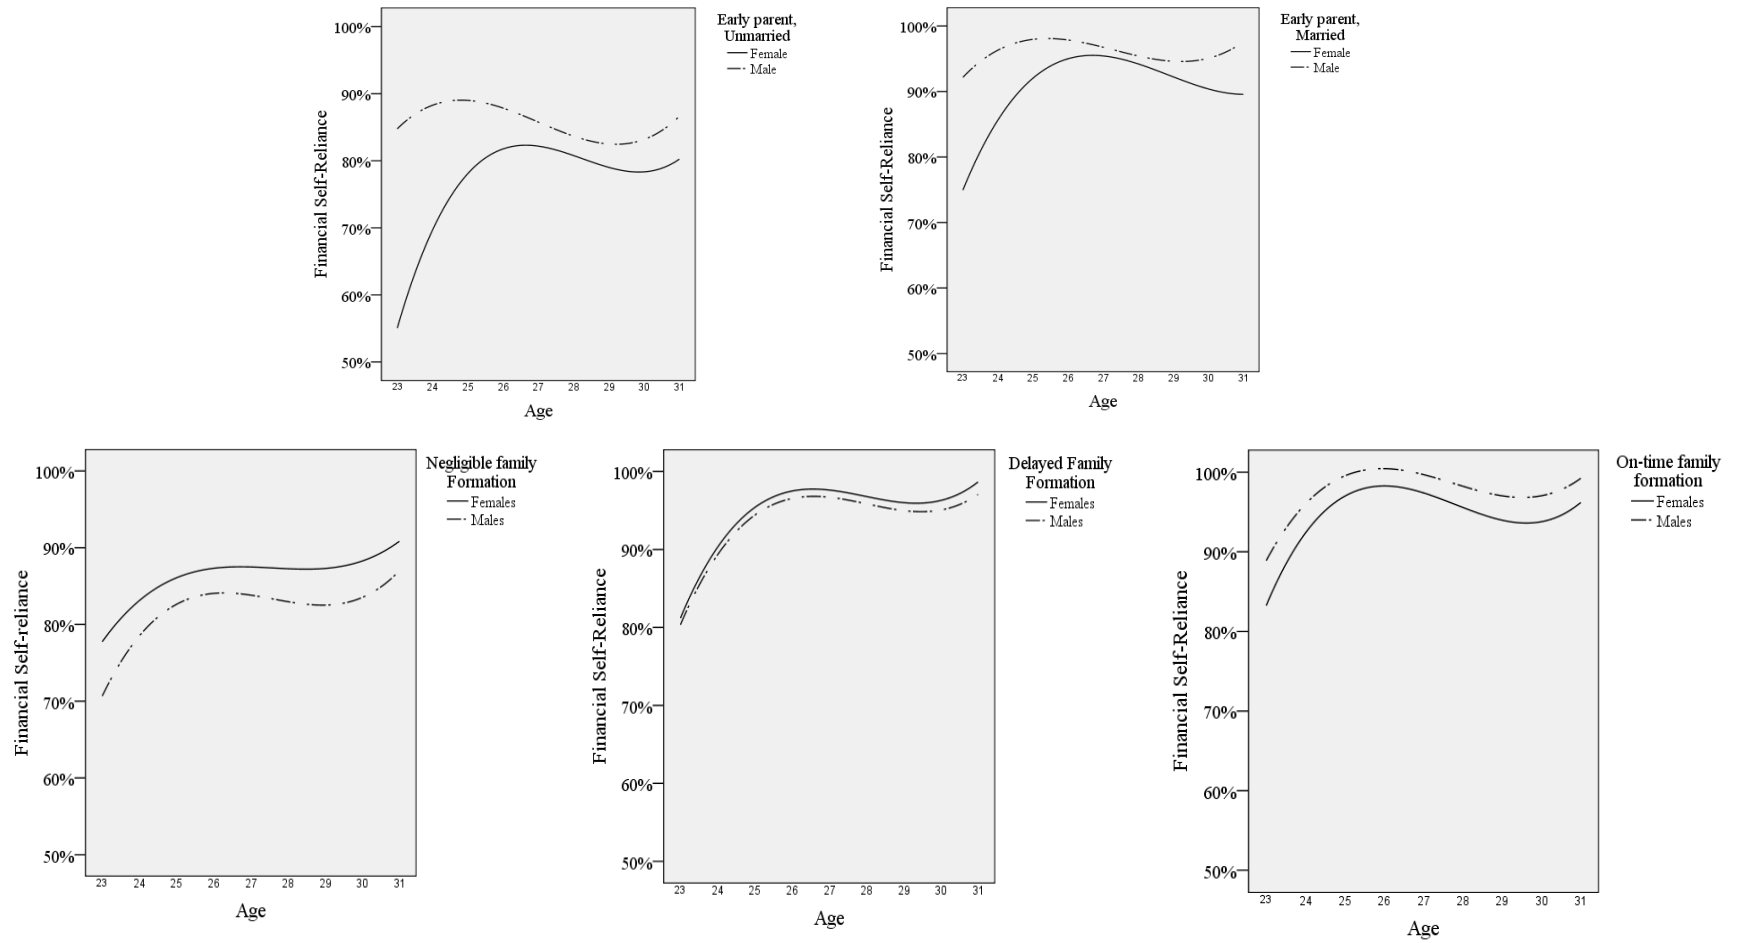 Early parent,
Unmarried
Female
Male
100%
90%
80%
70%
60%
50%
Financial Self-Reliance
23 24 25 26 27 28 29 30 31
Age
Early parent,
Married
Female
Male
100%
90%
80%
70%
60%
50%
Financial Self-Reliance
23 24 25 26 27 28 29 30 31
Age
Negligible family
Formation
Females
Males
100%
90%
80%
70%
60%
50%
Financial Self-reliance
23 24 25 26 27 28 29 30 31
Age
Delayed Family
Formation
Females
Males
100%
90%
80%
70%
60%
50%
Financial Self-Reliance
23 24 25 26 27 28 29 30 31
Age
On-time family
formation
Females
Males
100%
90%
80%
70%
60%
50%
Financial Self-Reliance
23 24 25 26 27 28 29 30 31
Age